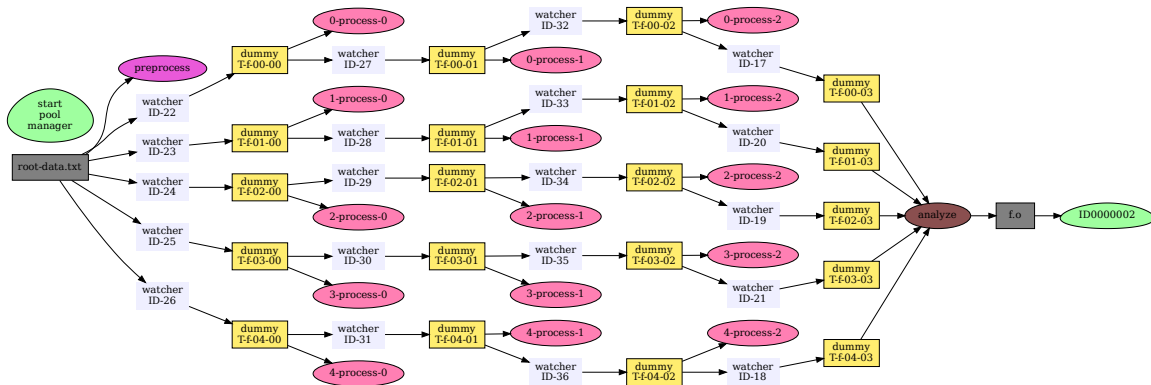 start
pool
manager
root-data.txt
preprocess
watcher
ID-22
watcher
ID-23
watcher
ID-24
watcher
ID-25
watcher
ID-26
dummy
T-f-00-00
dummy
T-f-01-00
dummy
T-f-02-00
dummy
T-f-03-00
dummy
T-f-04-00
0-process-0
watcher
ID-27
1-process-0
watcher
ID-28
watcher
ID-29
2-process-0
watcher
ID-30
3-process-0
watcher
ID-31
4-process-0
dummy
T-f-00-01
dummy
T-f-01-01
dummy
T-f-02-01
dummy
T-f-03-01
dummy
T-f-04-01
watcher
ID-32
0-process-1
watcher
ID-33
1-process-1
watcher
ID-34
2-process-1
watcher
ID-35
3-process-1
4-process-1
watcher
ID-36
dummy
T-f-00-02
dummy
T-f-01-02
dummy
T-f-02-02
dummy
T-f-03-02
dummy
T-f-04-02
0-process-2
watcher
ID-17
1-process-2
watcher
ID-20
2-process-2
watcher
ID-19
3-process-2
watcher
ID-21
4-process-2
watcher
ID-18
dummy
T-f-00-03
dummy
T-f-01-03
dummy
T-f-02-03
dummy
T-f-03-03
dummy
T-f-04-03
analyze
f.o
ID0000002